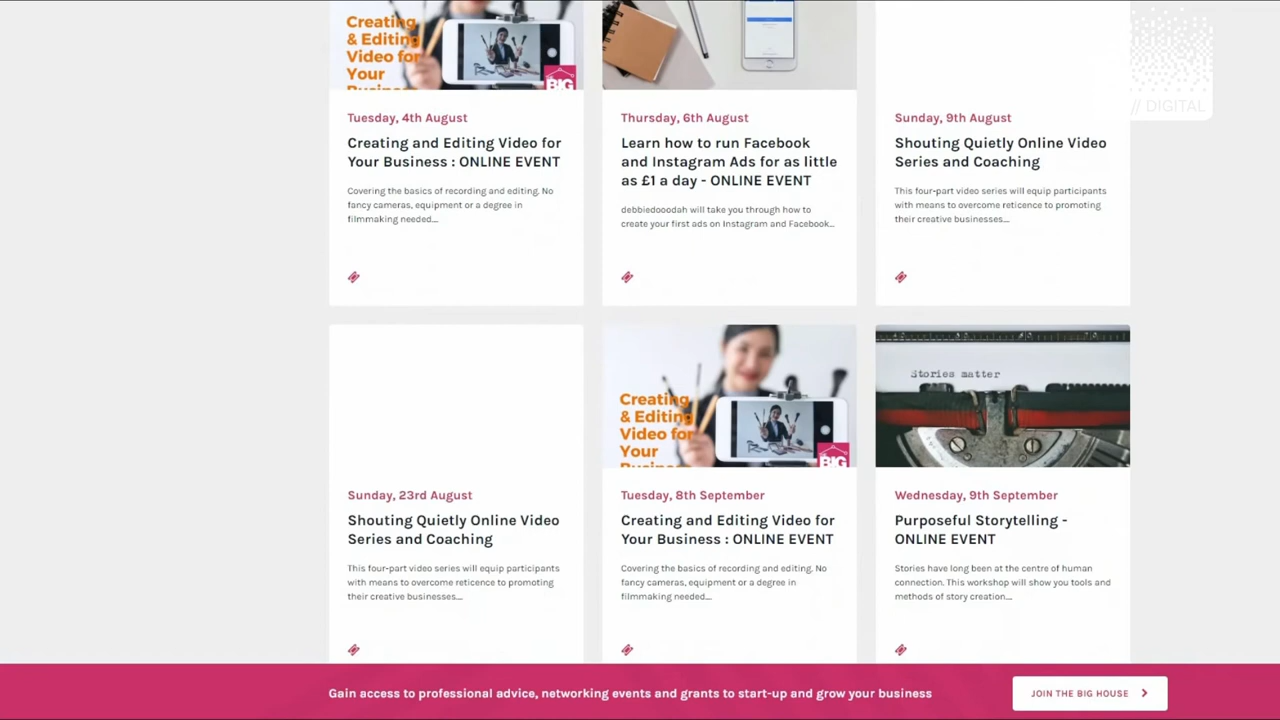 Creating
& Editing
Video for
Your
BIG
// DIGITAL
Tuesday, 4th August
Creating and Editing Video for
Your Business : ONLINE EVENT
Covering the basics of recording and editing. No
fancy cameras, equipment or a degree in
filmmaking needed....
Thursday, 6th August
Learn how to run Facebook
and Instagram Ads for as little
as £1 a day - ONLINE EVENT
debbiedooodah will take you through how to
create your first ads on Instagram and Facebook...
Sunday, 9th August
Shouting Quietly Online Video
Series and Coaching
This four-part video series will equip participants
with means to overcome reticence to promoting
their creative businesses....
Creating
& Editing
Video for
Your
BIG
Stories matter
Sunday, 23rd August
Shouting Quietly Online Video
Series and Coaching
This four-part video series will equip participants
with means to overcome reticence to promoting
their creative businesses....
Tuesday, 8th September
Creating and Editing Video for
Your Business : ONLINE EVENT
Covering the basics of recording and editing. No
fancy cameras, equipment or a degree in
filmmaking needed....
Wednesday, 9th September
Purposeful Storytelling -
ONLINE EVENT
Stories have long been at the centre of human
connection. This workshop will show you tools and
methods of story creation....
Gain access to professional advice, networking events and grants to start-up and grow your business
JOIN THE BIG HOUSE